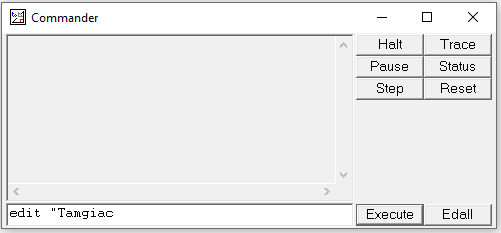 Commander
Halt Trace
Pause Status
Step Reset
edit "Tamgiac
Execute Edall